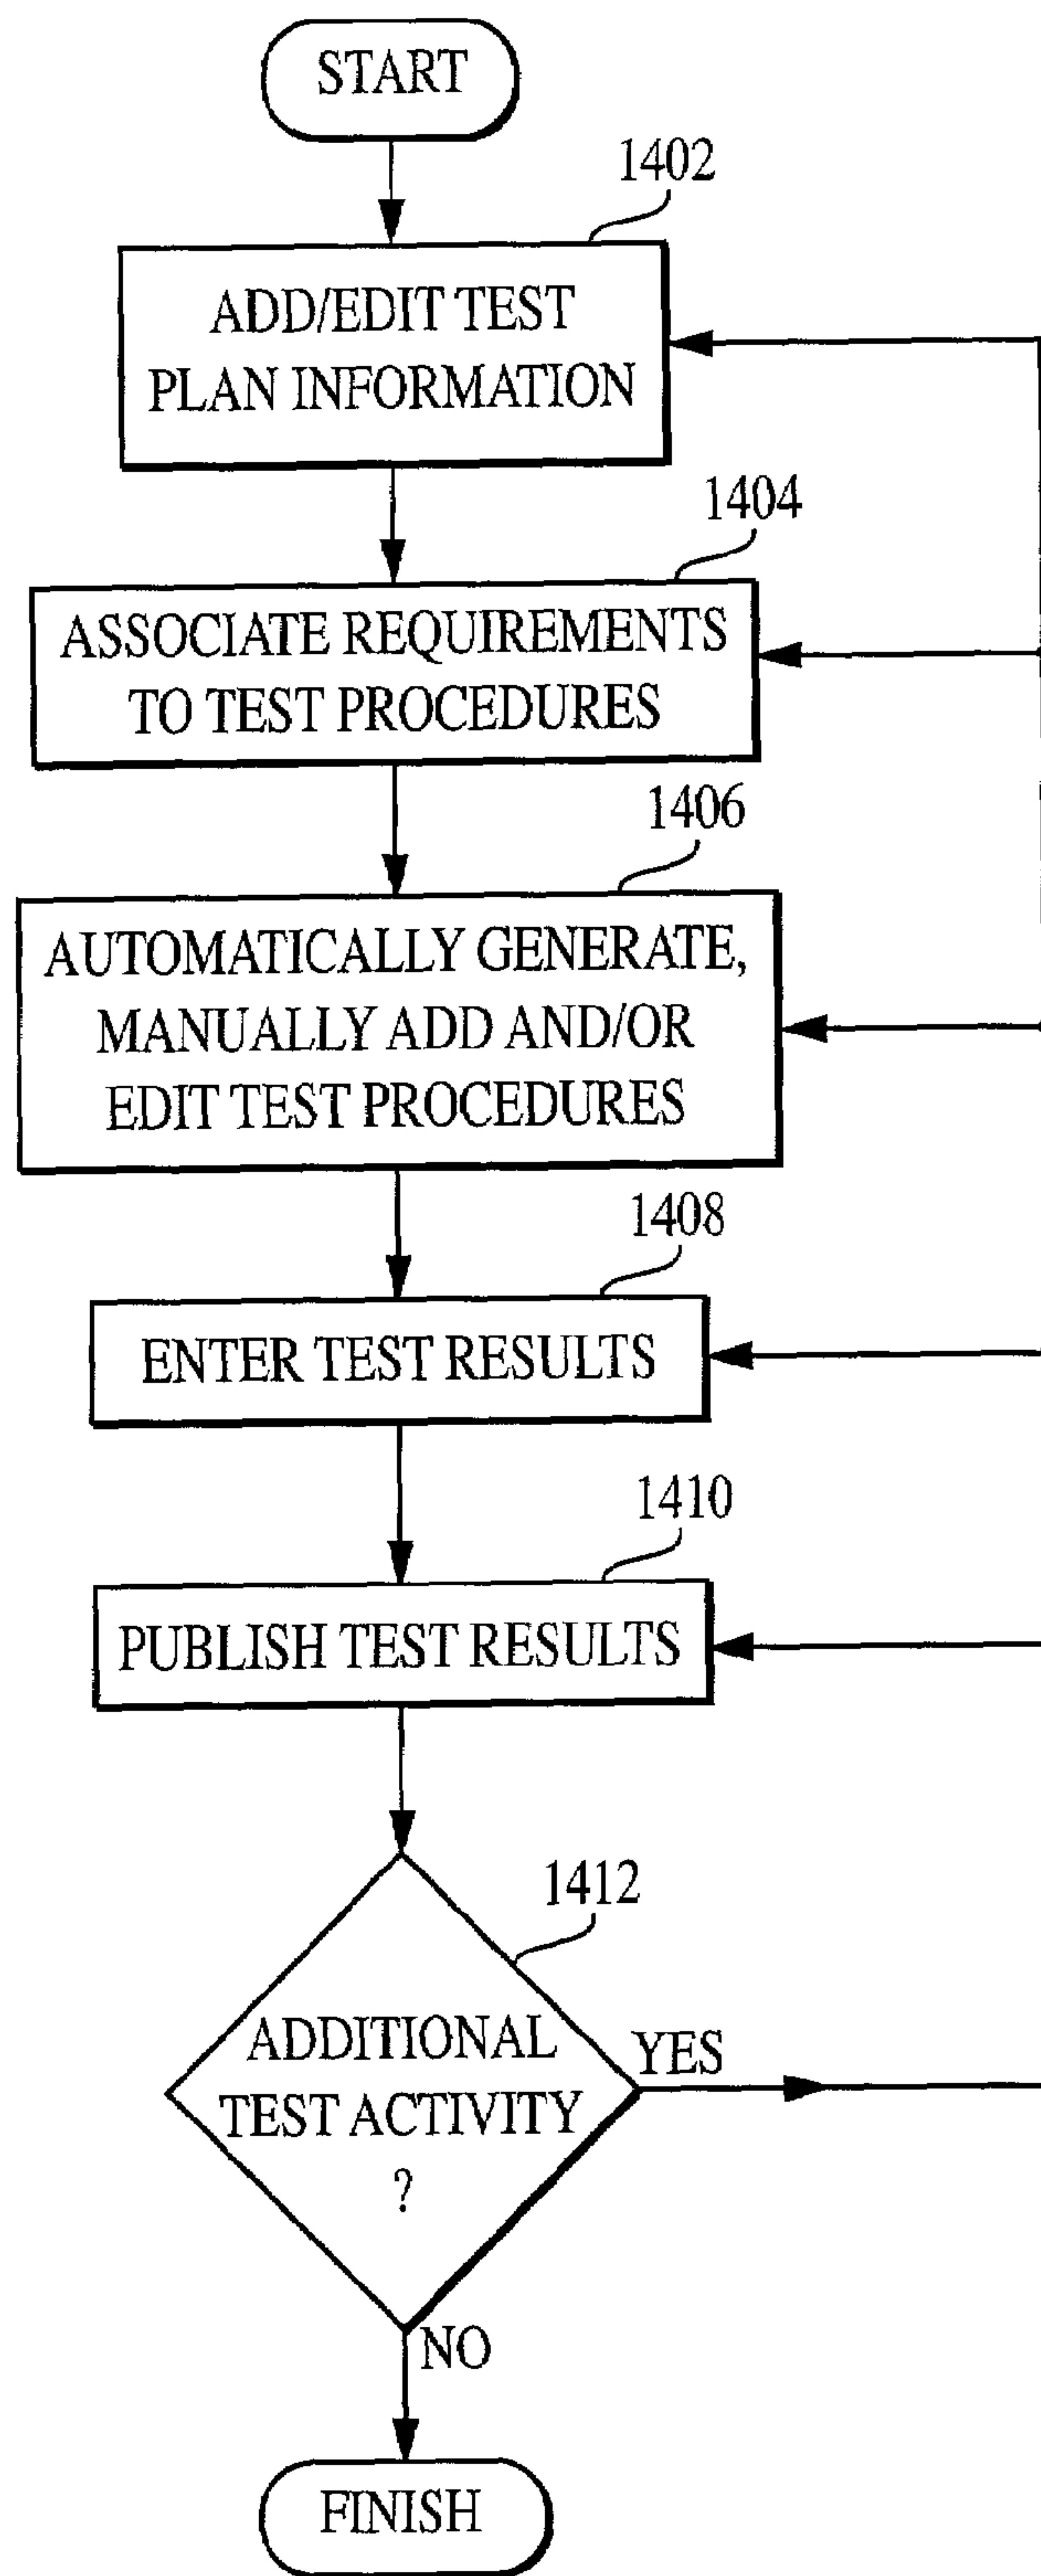 START
1402
ADD/EDIT TEST
PLAN INFORMATION
1404
ASSOCIATE REQUIREMENTS
TO TEST PROCEDURES
1406
AUTOMATICALLY GENERATE,
MANUALLY ADD AND/OR
EDIT TEST PROCEDURES
1408
ENTER TEST RESULTS
1410
PUBLISH TEST RESULTS
1412
ADDITIONAL
TEST ACTIVITY
?
YES
NO
FINISH